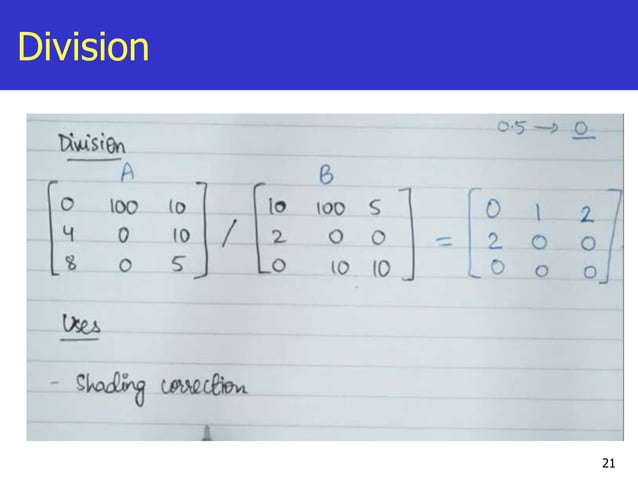 Division
0.5 → 0
Division
A B
0 100 10 / 10 100 5 = 0 1 2
4 0 10 2 0 0 2 0 0
8 0 5 0 10 10 0 0 0
Uses
- Shading correction
21